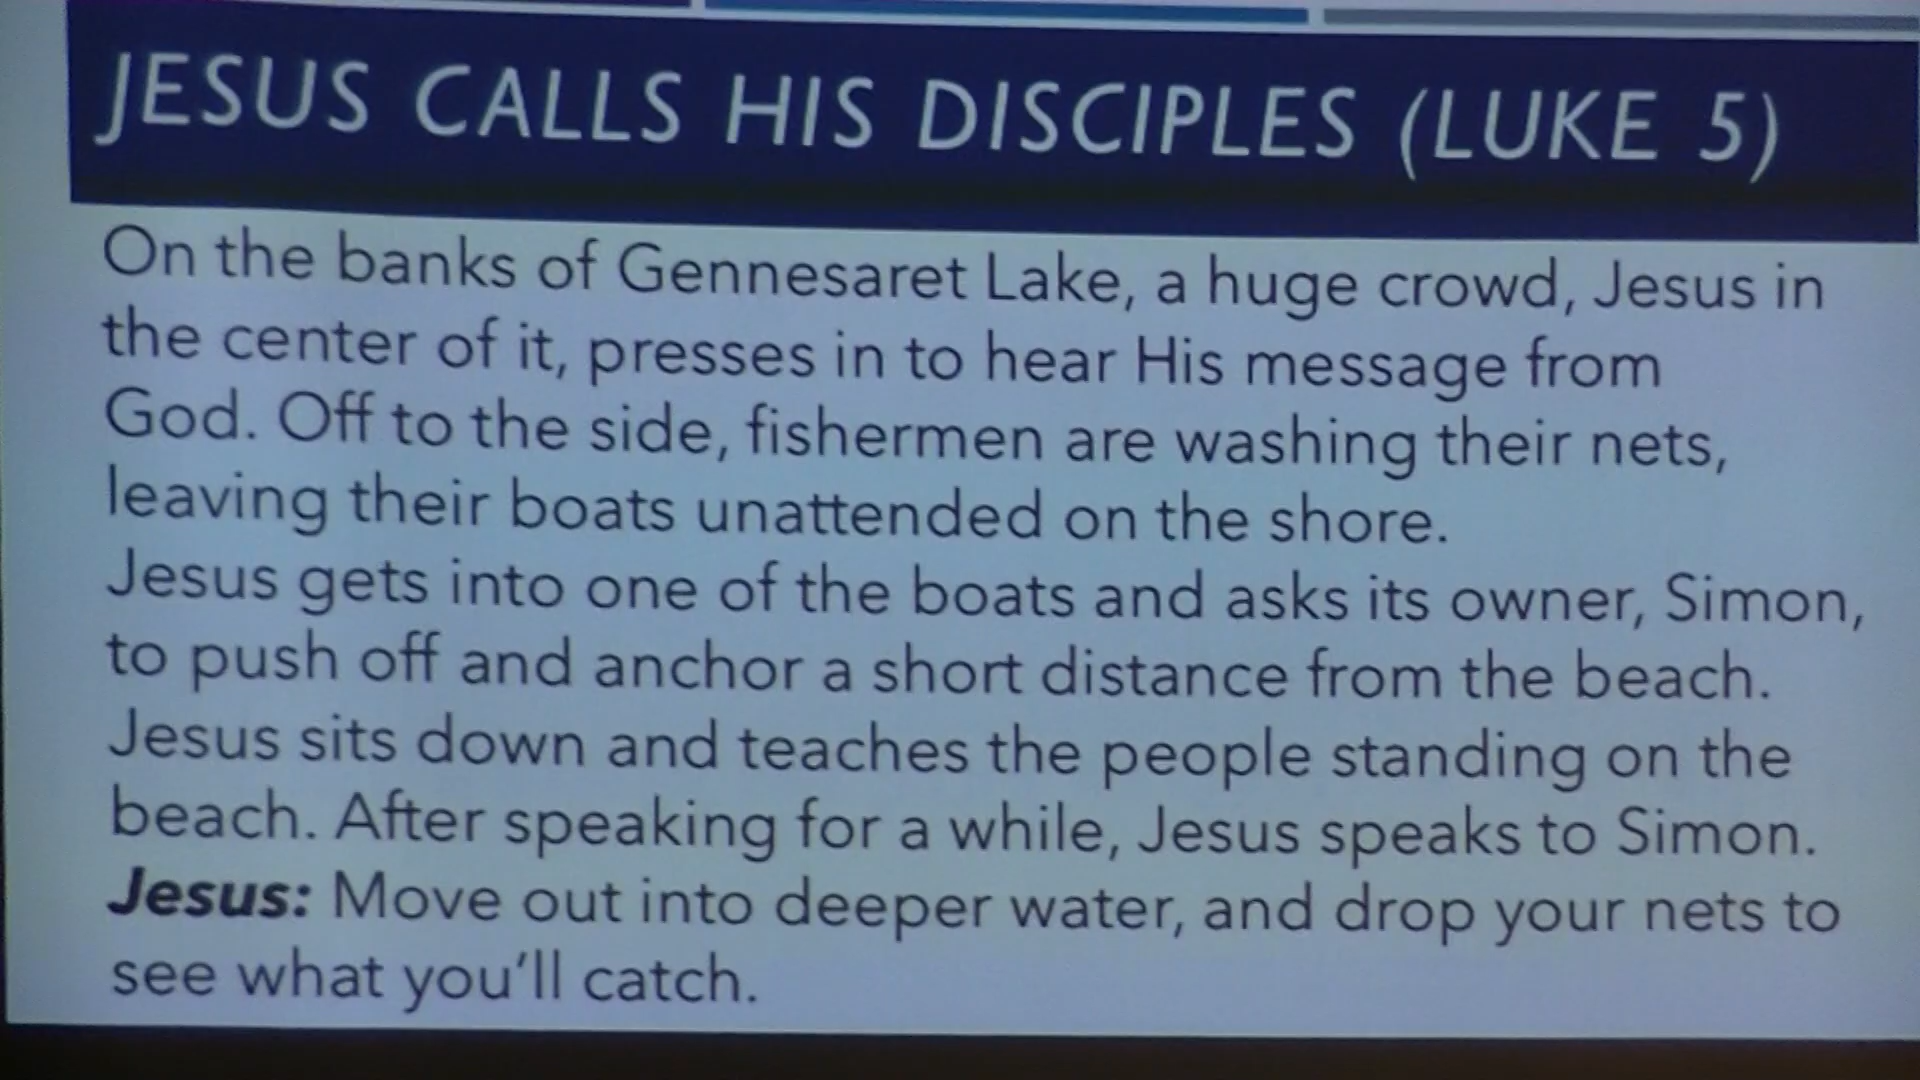 JESUS CALLS HIS DISCIPLES (LUKE 5)
On the banks of Gennesaret Lake, a huge crowd, Jesus in
the center of it, presses in to hear His message from
God. Off to the side, fishermen are washing their nets,
leaving their boats unattended on the shore.
Jesus gets into one of the boats and asks its owner, Simon,
to push off and anchor a short distance from the beach.
Jesus sits down and teaches the people standing on the
beach. After speaking for a while, Jesus speaks to Simon.
Jesus: Move out into deeper water, and drop your nets to
see what you'll catch.